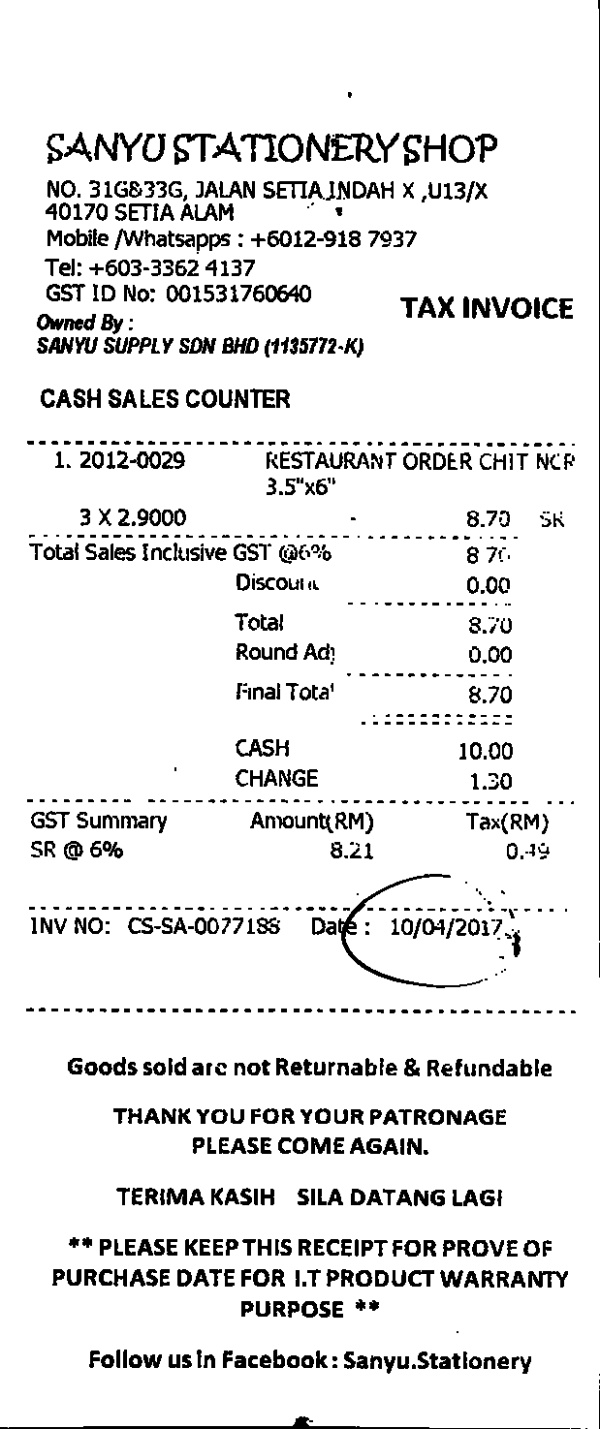 SANYU STATIONERY SHOP
NO. 31G&33G, JALAN SETIA INDAH X ,U13/X
40170 SETIA ALAM
Mobile /Whatsapps : +6012-918 7937
Tel: +603-3362 4137
GST ID No: 001531760640
TAX INVOICE
Owned By :
SANYU SUPPLY SDN BHD (1135772-K)
CASH SALES COUNTER
1. 2012-0029 RESTAURANT ORDER CHIT NCR
3.5"x6"
3 X 2.9000 - 8.70 SR
Total Sales Inclusive GST @6% 8.70
Discount 0.00
Total 8.70
Round Adj 0.00
Final Total 8.70
CASH 10.00
CHANGE 1.30
GST Summary Amount(RM) Tax(RM)
SR @ 6% 8.21 0.49
INV NO: CS-SA-0077188 Date : 10/04/2017
Goods sold are not Returnable & Refundable
THANK YOU FOR YOUR PATRONAGE
PLEASE COME AGAIN.
TERIMA KASIH SILA DATANG LAGI
** PLEASE KEEP THIS RECEIPT FOR PROVE OF
PURCHASE DATE FOR I.T PRODUCT WARRANTY
PURPOSE **
Follow us in Facebook : Sanyu.Stationery